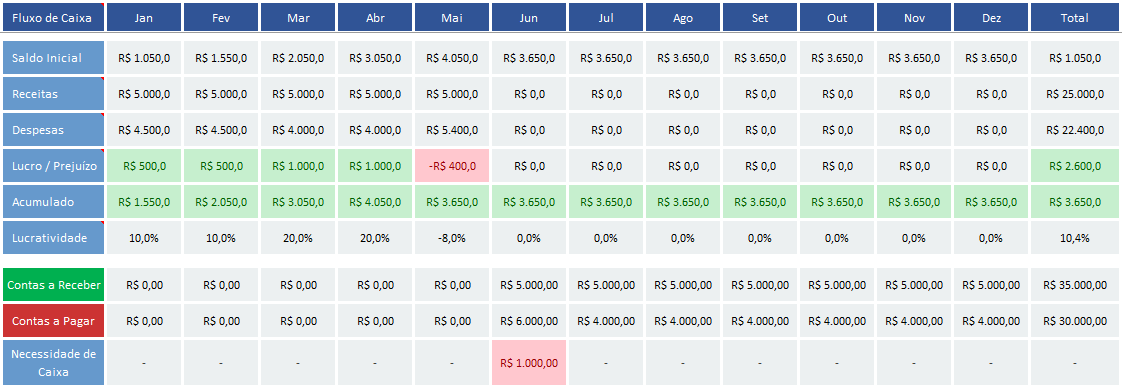 Fluxo de Caixa Jan Fev Mar Abr Mai Jun Jul Ago Set Out Nov Dez Total
Saldo Inicial R$ 1.050,0 R$ 1.550,0 R$ 2.050,0 R$ 3.050,0 R$ 4.050,0 R$ 3.650,0 R$ 3.650,0 R$ 3.650,0 R$ 3.650,0 R$ 3.650,0 R$ 3.650,0 R$ 3.650,0 R$ 1.050,0
Receitas R$ 5.000,0 R$ 5.000,0 R$ 5.000,0 R$ 5.000,0 R$ 5.000,0 R$ 0,0 R$ 0,0 R$ 0,0 R$ 0,0 R$ 0,0 R$ 0,0 R$ 0,0 R$ 25.000,0
Despesas R$ 4.500,0 R$ 4.500,0 R$ 4.000,0 R$ 4.000,0 R$ 5.400,0 R$ 0,0 R$ 0,0 R$ 0,0 R$ 0,0 R$ 0,0 R$ 0,0 R$ 0,0 R$ 22.400,0
Lucro / Prejuízo R$ 500,0 R$ 500,0 R$ 1.000,0 R$ 1.000,0 -R$ 400,0 R$ 0,0 R$ 0,0 R$ 0,0 R$ 0,0 R$ 0,0 R$ 0,0 R$ 0,0 R$ 2.600,0
Acumulado R$ 1.550,0 R$ 2.050,0 R$ 3.050,0 R$ 4.050,0 R$ 3.650,0 R$ 3.650,0 R$ 3.650,0 R$ 3.650,0 R$ 3.650,0 R$ 3.650,0 R$ 3.650,0 R$ 3.650,0 R$ 3.650,0
Lucratividade 10,0% 10,0% 20,0% 20,0% -8,0% 0,0% 0,0% 0,0% 0,0% 0,0% 0,0% 0,0% 10,4%
Contas a Receber R$ 0,00 R$ 0,00 R$ 0,00 R$ 0,00 R$ 0,00 R$ 5.000,00 R$ 5.000,00 R$ 5.000,00 R$ 5.000,00 R$ 5.000,00 R$ 5.000,00 R$ 5.000,00 R$ 35.000,00
Contas a Pagar R$ 0,00 R$ 0,00 R$ 0,00 R$ 0,00 R$ 0,00 R$ 6.000,00 R$ 4.000,00 R$ 4.000,00 R$ 4.000,00 R$ 4.000,00 R$ 4.000,00 R$ 4.000,00 R$ 30.000,00
Necessidade de
Caixa - - - - - R$ 1.000,00 - - - - - - -